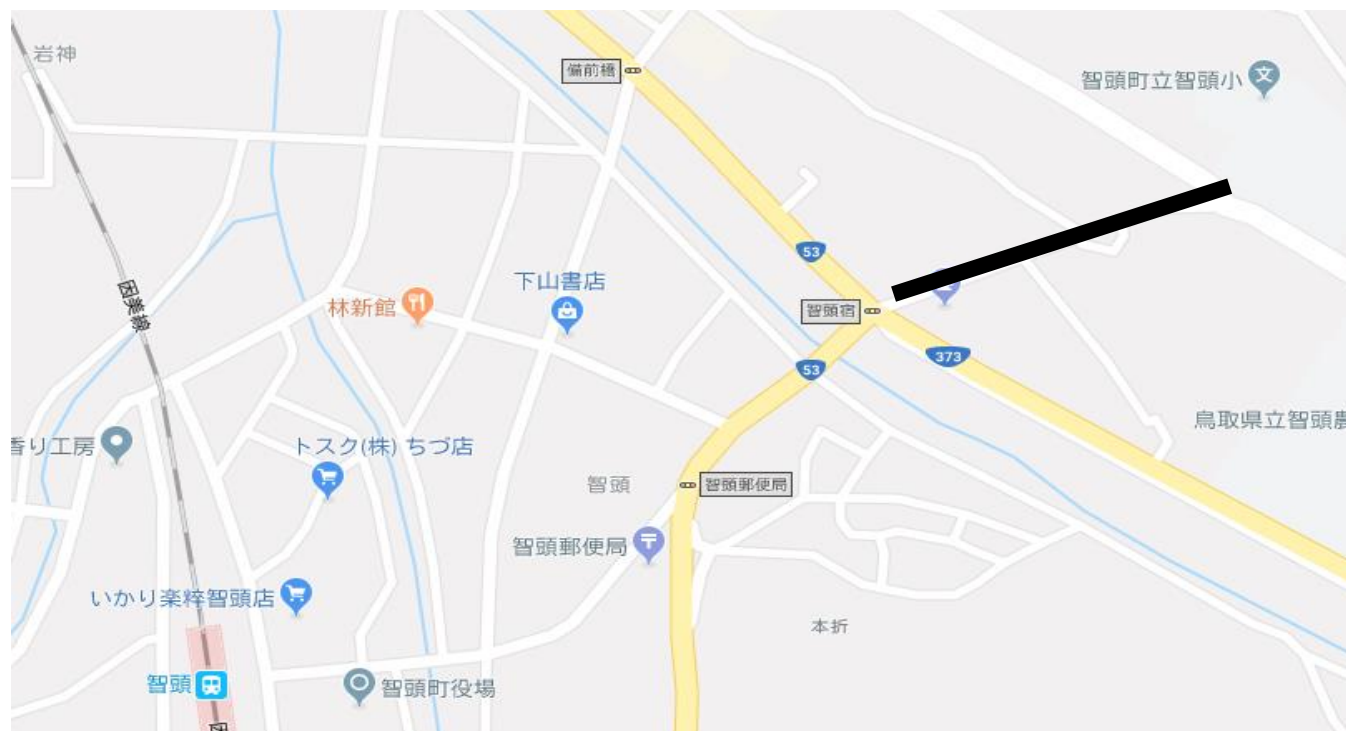 岩神
備前橋
智頭町立智頭小
文
因美線
53
下山書店
林新館
智頭宿
373
53
鳥取県立智頭農
香り工房
トスク(株) ちづ店
智頭
智頭郵便局
智頭郵便局
いかり楽粋智頭店
本折
智頭
智頭町役場
因